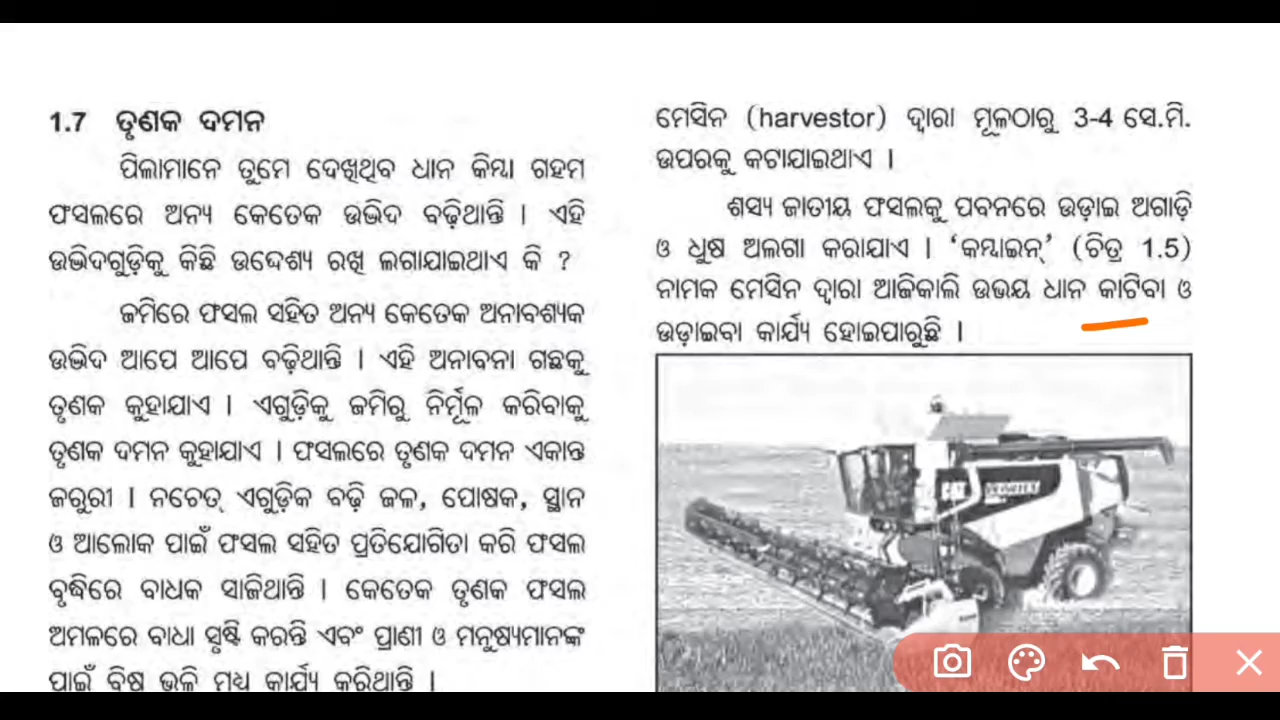 1.7 ତୃଣକ ଦମନ
ପିଲାମାନେ ତୁମେ ଦେଖିଥିବ ଧାନ କିମ୍ବା ଗହମ
ଫସଲରେ ଅନ୍ୟ କେତେକ ଉଦ୍ଭିଦ ବଢ଼ିଥାନ୍ତି । ଏହି
ଉଦ୍ଭିଦଗୁଡ଼ିକୁ କିଛି ଉଦ୍ଦେଶ୍ୟ ରଖି ଲଗାଯାଇଥାଏ କି ?
ଜମିରେ ଫସଲ ସହିତ ଅନ୍ୟ କେତେକ ଅନାବଶ୍ୟକ
ଉଦ୍ଭିଦ ଆପେ ଆପେ ବଢ଼ିଥାନ୍ତି । ଏହି ଅନାବନା ଗଛକୁ
ତୃଣକ କୁହାଯାଏ । ଏଗୁଡ଼ିକୁ ଜମିରୁ ନିର୍ମୂଳ କରିବାକୁ
ତୃଣକ ଦମନ କୁହାଯାଏ । ଫସଲରେ ତୃଣକ ଦମନ ଏକାନ୍ତ
ଜରୁରୀ । ନଚେତ୍ ଏଗୁଡ଼ିକ ବଢ଼ି ଜଳ, ପୋଷକ, ସ୍ଥାନ
ଓ ଆଲୋକ ପାଇଁ ଫସଲ ସହିତ ପ୍ରତିଯୋଗିତା କରି ଫସଲ
ବୃଦ୍ଧିରେ ବାଧକ ସାଜିଥାନ୍ତି । କେତେକ ତୃଣକ ଫସଲ
ଅମଳରେ ବାଧା ସୃଷ୍ଟି କରନ୍ତି ଏବଂ ପ୍ରାଣୀ ଓ ମନୁଷ୍ୟମାନଙ୍କ
ପାଇଁ ବିଷ ଭଳି ମଧ୍ୟ କାର୍ଯ୍ୟ କରିଥାନ୍ତି ।
ମେସିନ (harvestor) ଦ୍ୱାରା ମୂଳଠାରୁ 3-4 ସେ.ମି.
ଉପରକୁ କଟାଯାଇଥାଏ ।
ଶସ୍ୟ ଜାତୀୟ ଫସଲକୁ ପବନରେ ଉଡ଼ାଇ ଅଗାଡ଼ି
ଓ ଧୁଷ ଅଲଗା କରାଯାଏ । ‘କମ୍ବାଇନ୍’ (ଚିତ୍ର 1.5)
ନାମକ ମେସିନ ଦ୍ୱାରା ଆଜିକାଲି ଉଭୟ ଧାନ କାଟିବା ଓ
ଉଡ଼ାଇବା କାର୍ଯ୍ୟ ହୋଇପାରୁଛି ।